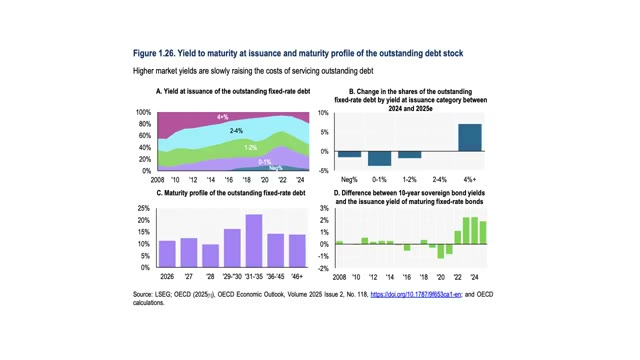 Figure 1.26. Yield to maturity at issuance and maturity profile of the outstanding debt stock
Higher market yields are slowly raising the costs of servicing outstanding debt
A. Yield at issuance of the outstanding fixed-rate debt
100%
80%
60%
40%
20%
0%
4+%
2-4%
1-2%
0-1%
Neg%
2008 '10 '12 '14 '16 '18 '20 '22 '24
B. Change in the shares of the outstanding
fixed-rate debt by yield at issuance category between
2024 and 2025e
10%
5%
0%
-5%
Neg% 0-1% 1-2% 2-4% 4%+
C. Maturity profile of the outstanding fixed-rate debt
25%
20%
15%
10%
5%
0%
2026 '27 '28 '29-'30 '31-'35 '36-'45 '46+
D. Difference between 10-year sovereign bond yields
and the issuance yield of maturing fixed-rate bonds
3%
2%
1%
0%
-1%
-2%
2008 '10 '12 '14 '16 '18 '20 '22 '24
Source: LSEG; OECD (2025[1]), OECD Economic Outlook, Volume 2025 Issue 2, No. 118, https://doi.org/10.1787/9f653ca1-en; and OECD
calculations.